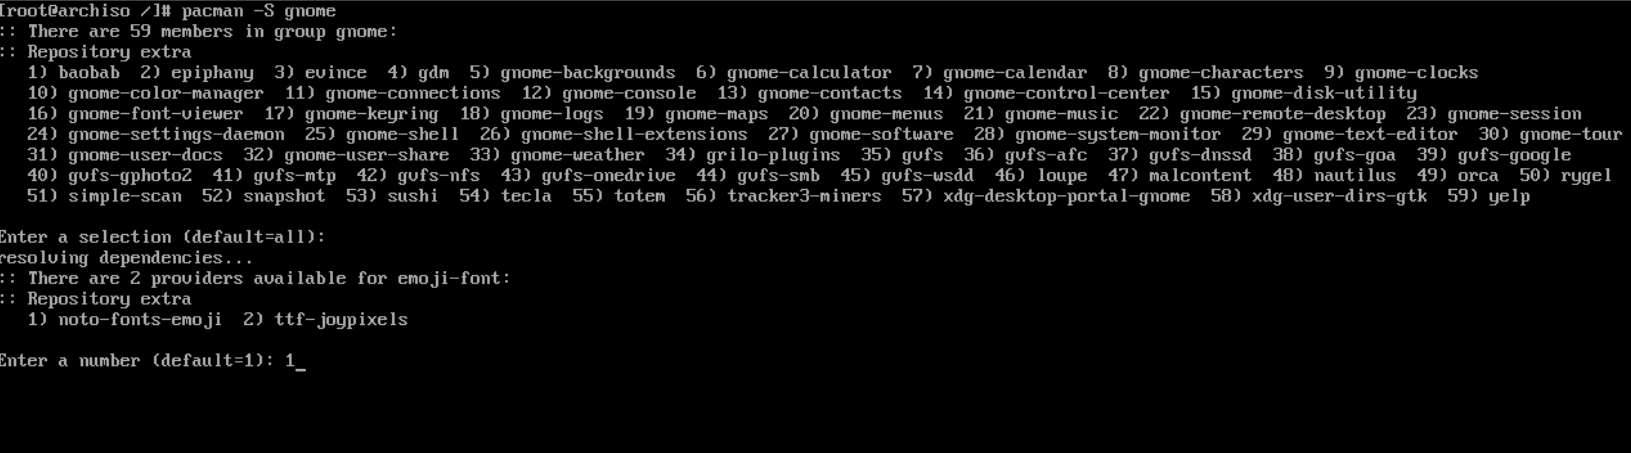 [root@archiso /]# pacman -S gnome
:: There are 59 members in group gnome:
:: Repository extra
1) baobab 2) epiphany 3) evince 4) gdm 5) gnome-backgrounds 6) gnome-calculator 7) gnome-calendar 8) gnome-characters 9) gnome-clocks
10) gnome-color-manager 11) gnome-connections 12) gnome-console 13) gnome-contacts 14) gnome-control-center 15) gnome-disk-utility
16) gnome-font-viewer 17) gnome-keyring 18) gnome-logs 19) gnome-maps 20) gnome-menus 21) gnome-music 22) gnome-remote-desktop 23) gnome-session
24) gnome-settings-daemon 25) gnome-shell 26) gnome-shell-extensions 27) gnome-software 28) gnome-system-monitor 29) gnome-text-editor 30) gnome-tour
31) gnome-user-docs 32) gnome-user-share 33) gnome-weather 34) grilo-plugins 35) gvfs 36) gvfs-afc 37) gvfs-dnssd 38) gvfs-goa 39) gvfs-google
40) gvfs-gphoto2 41) gvfs-mtp 42) gvfs-nfs 43) gvfs-onedrive 44) gvfs-smb 45) gvfs-wsdd 46) loupe 47) malcontent 48) nautilus 49) orca 50) rygel
51) simple-scan 52) snapshot 53) sushi 54) tecla 55) totem 56) tracker3-miners 57) xdg-desktop-portal-gnome 58) xdg-user-dirs-gtk 59) yelp
Enter a selection (default=all):
resolving dependencies...
:: There are 2 providers available for emoji-font:
:: Repository extra
1) noto-fonts-emoji 2) ttf-joypixels
Enter a number (default=1): 1_